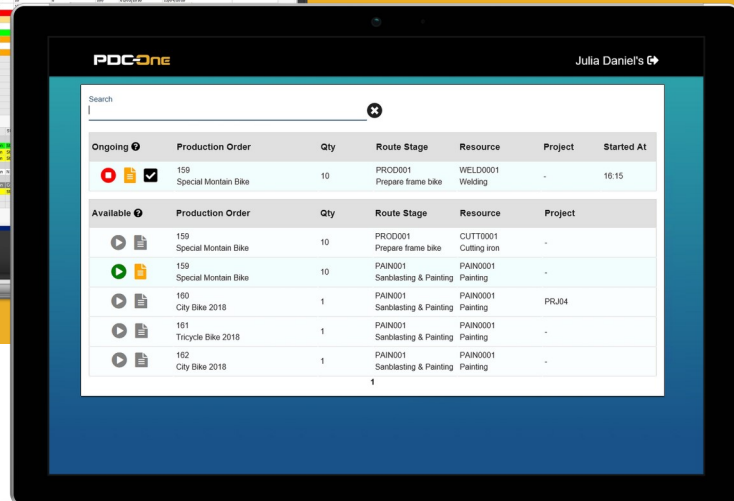 PDC-One
Julia Daniel's
Search
Ongoing Production Order Qty Route Stage Resource Project Started At
159 PROD001 WELD0001
10 - 16:15
Special Montain Bike Prepare frame bike Welding
Available Production Order Qty Route Stage Resource Project
159 PROD001 CUTT0001
10 -
Special Montain Bike Prepare frame bike Cutting iron
159 PAIN001 PAIN0001
10 -
Special Montain Bike Sanblasting & Painting Painting
160 PAIN001 PAIN0001
1 PRJ04
City Bike 2018 Sanblasting & Painting Painting
161 PAIN001 PAIN0001
1 -
Tricycle Bike 2018 Sanblasting & Painting Painting
162 PAIN001 PAIN0001
1 -
City Bike 2018 Sanblasting & Painting Painting
1